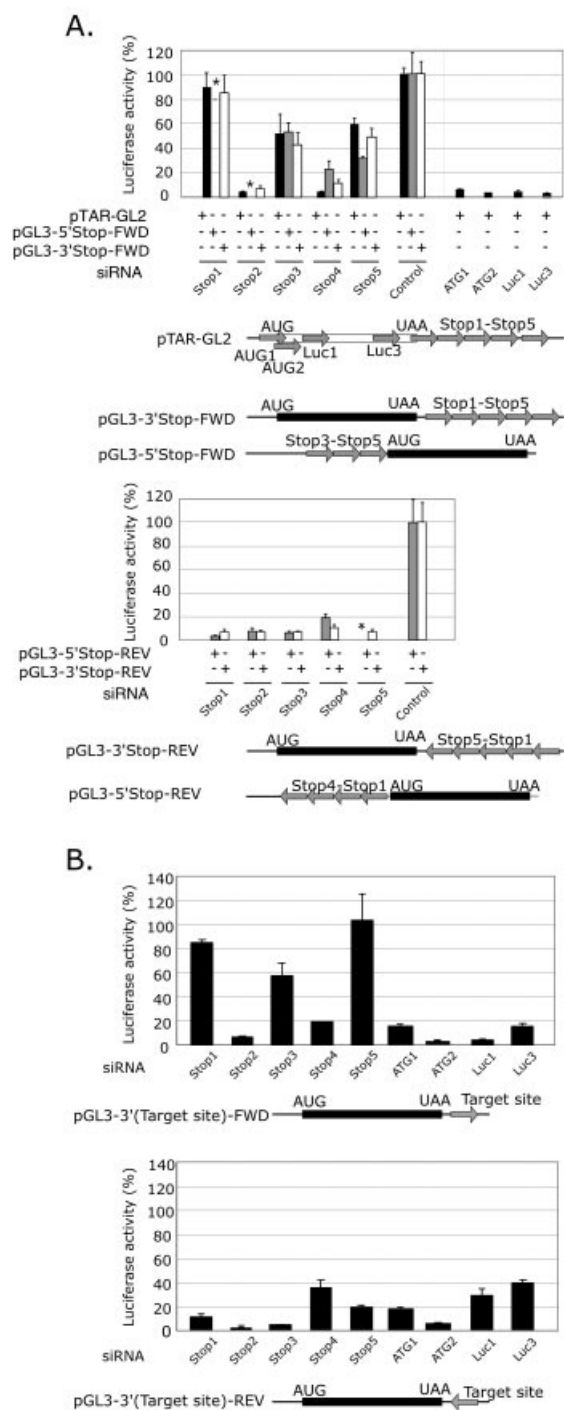 A.
Luciferase activity (%)
120
100
80
60
40
20
0
* *
pTAR-GL2 + - - + - - + - - + - - + - - + - - + + + +
pGL3-5'Stop-FWD - + - - + - - + - - + - - + - - + - - - - -
pGL3-3'Stop-FWD - - + - - + - - + - - + - - + - - + - - - -
siRNA Stop1 Stop2 Stop3 Stop4 Stop5 Control ATG1 ATG2 Luc1 Luc3
AUG UAA Stop1-Stop5
pTAR-GL2
AUG1 AUG2 Luc1 Luc3
AUG UAA Stop1-Stop5
pGL3-3'Stop-FWD
Stop3-Stop5 AUG UAA
pGL3-5'Stop-FWD
Luciferase activity (%)
120
100
80
60
40
20
0
*
pGL3-5'Stop-REV + - + - + - + - + - + -
pGL3-3'Stop-REV - + - + - + - + - + - +
siRNA Stop1 Stop2 Stop3 Stop4 Stop5 Control
AUG UAA Stop5-Stop1
pGL3-3'Stop-REV
Stop4-Stop1 AUG UAA
pGL3-5'Stop-REV
B.
Luciferase activity (%)
140
120
100
80
60
40
20
0
siRNA Stop1 Stop2 Stop3 Stop4 Stop5 ATG1 ATG2 Luc1 Luc3
AUG UAA Target site
pGL3-3'(Target site)-FWD
Luciferase activity (%)
140
120
100
80
60
40
20
0
siRNA Stop1 Stop2 Stop3 Stop4 Stop5 ATG1 ATG2 Luc1 Luc3
AUG UAA Target site
pGL3-3'(Target site)-REV